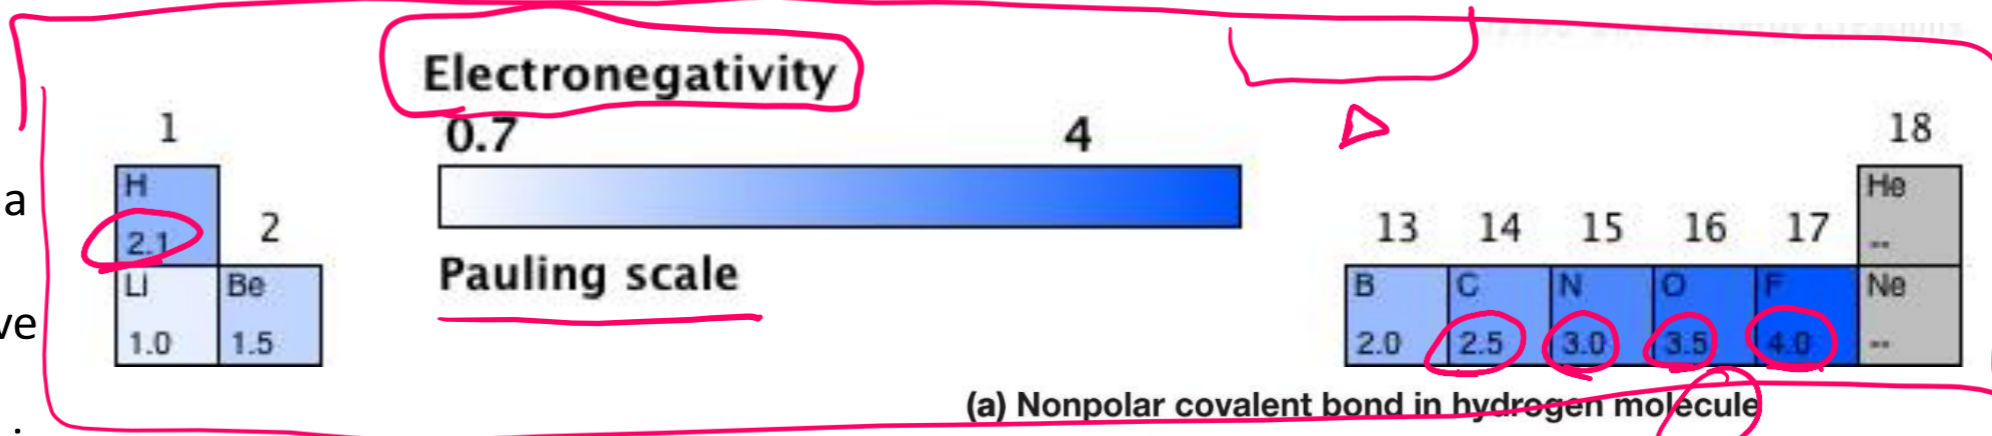 Electronegativity
0.7 4
1 18
H He
a
2.1 2 13 14 15 16 17 --
Li Be Pauling scale B C N O F Ne
ve
1.0 1.5 2.0 2.5 3.0 3.5 4.0 --
(a) Nonpolar covalent bond in hydrogen molecule
.